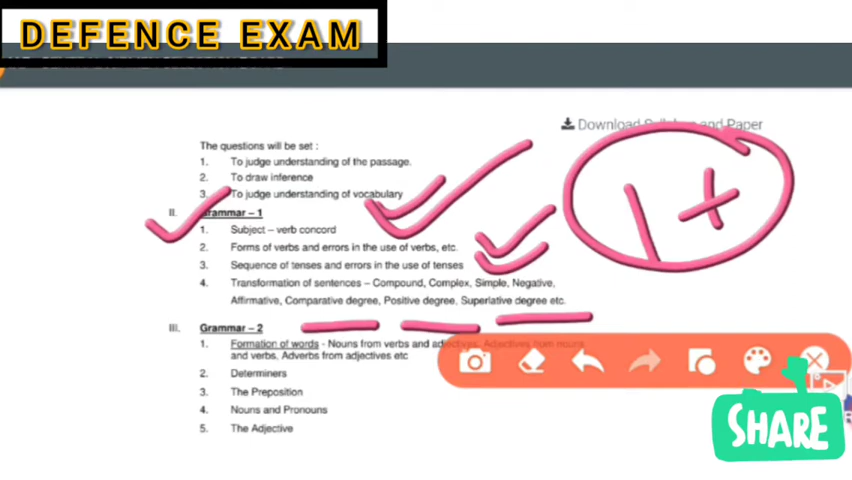 DEFENCE EXAM
Download Syllabus and Paper
The questions will be set :
1. To judge understanding of the passage.
2. To draw inference
3. To judge understanding of vocabulary
II. Grammar – 1
1. Subject – verb concord
2. Forms of verbs and errors in the use of verbs, etc.
3. Sequence of tenses and errors in the use of tenses
4. Transformation of sentences – Compound, Complex, Simple, Negative,
Affirmative, Comparative degree, Positive degree, Superlative degree etc.
1+
III. Grammar – 2
1. Formation of words - Nouns from verbs and adjectives, Adjectives from nouns
and verbs, Adverbs from adjectives etc
2. Determiners
3. The Preposition
4. Nouns and Pronouns
5. The Adjective
SHARE